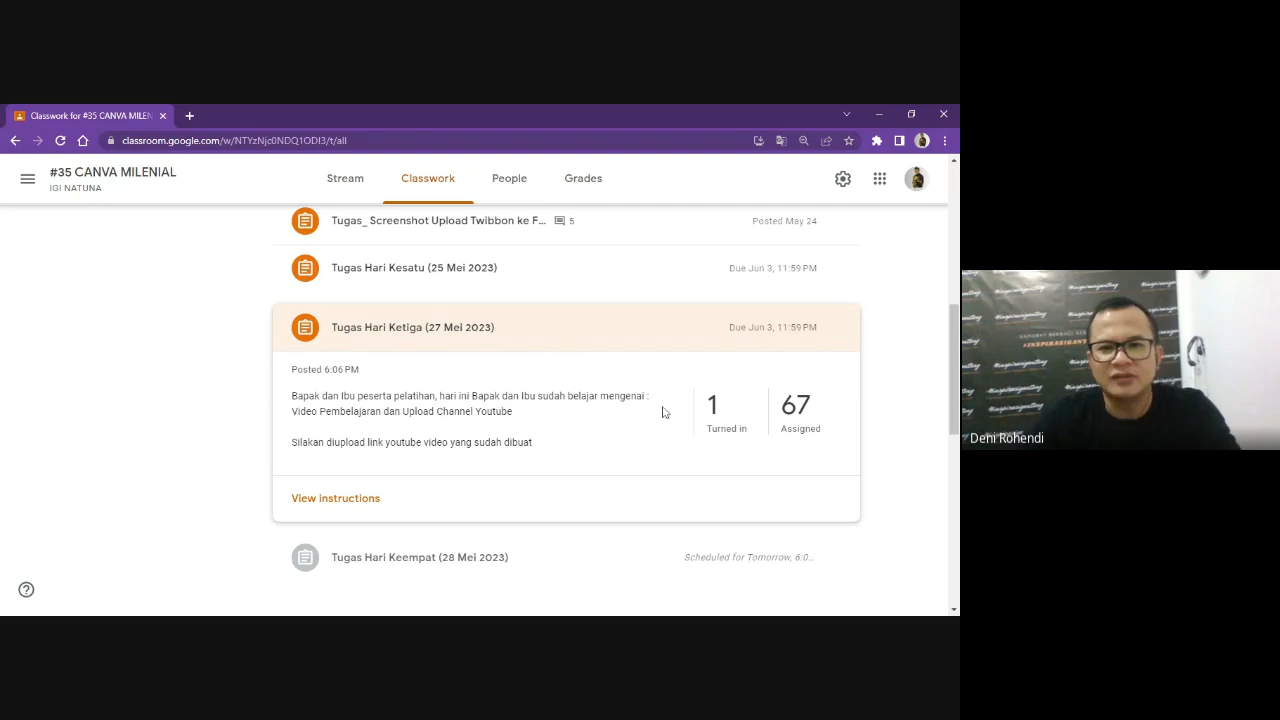 Classwork for #35 CANVA MILEN
classroom.google.com/w/NTYzNjc0NDQ1ODI3/t/all
#35 CANVA MILENIAL
IGI NATUNA
Stream
Classwork
People
Grades
Tugas_ Screenshot Upload Twibbon ke F...
5
Posted May 24
Tugas Hari Kesatu (25 Mei 2023)
Due Jun 3, 11:59 PM
Tugas Hari Ketiga (27 Mei 2023)
Due Jun 3, 11:59 PM
Posted 6:06 PM
Bapak dan Ibu peserta pelatihan, hari ini Bapak dan Ibu sudah belajar mengenai :
Video Pembelajaran dan Upload Channel Youtube
Silakan diupload link youtube video yang sudah dibuat
1
Turned in
67
Assigned
View instructions
Tugas Hari Keempat (28 Mei 2023)
Scheduled for Tomorrow, 6:0...
#INSPIRASIGANT
Deni Rohendi